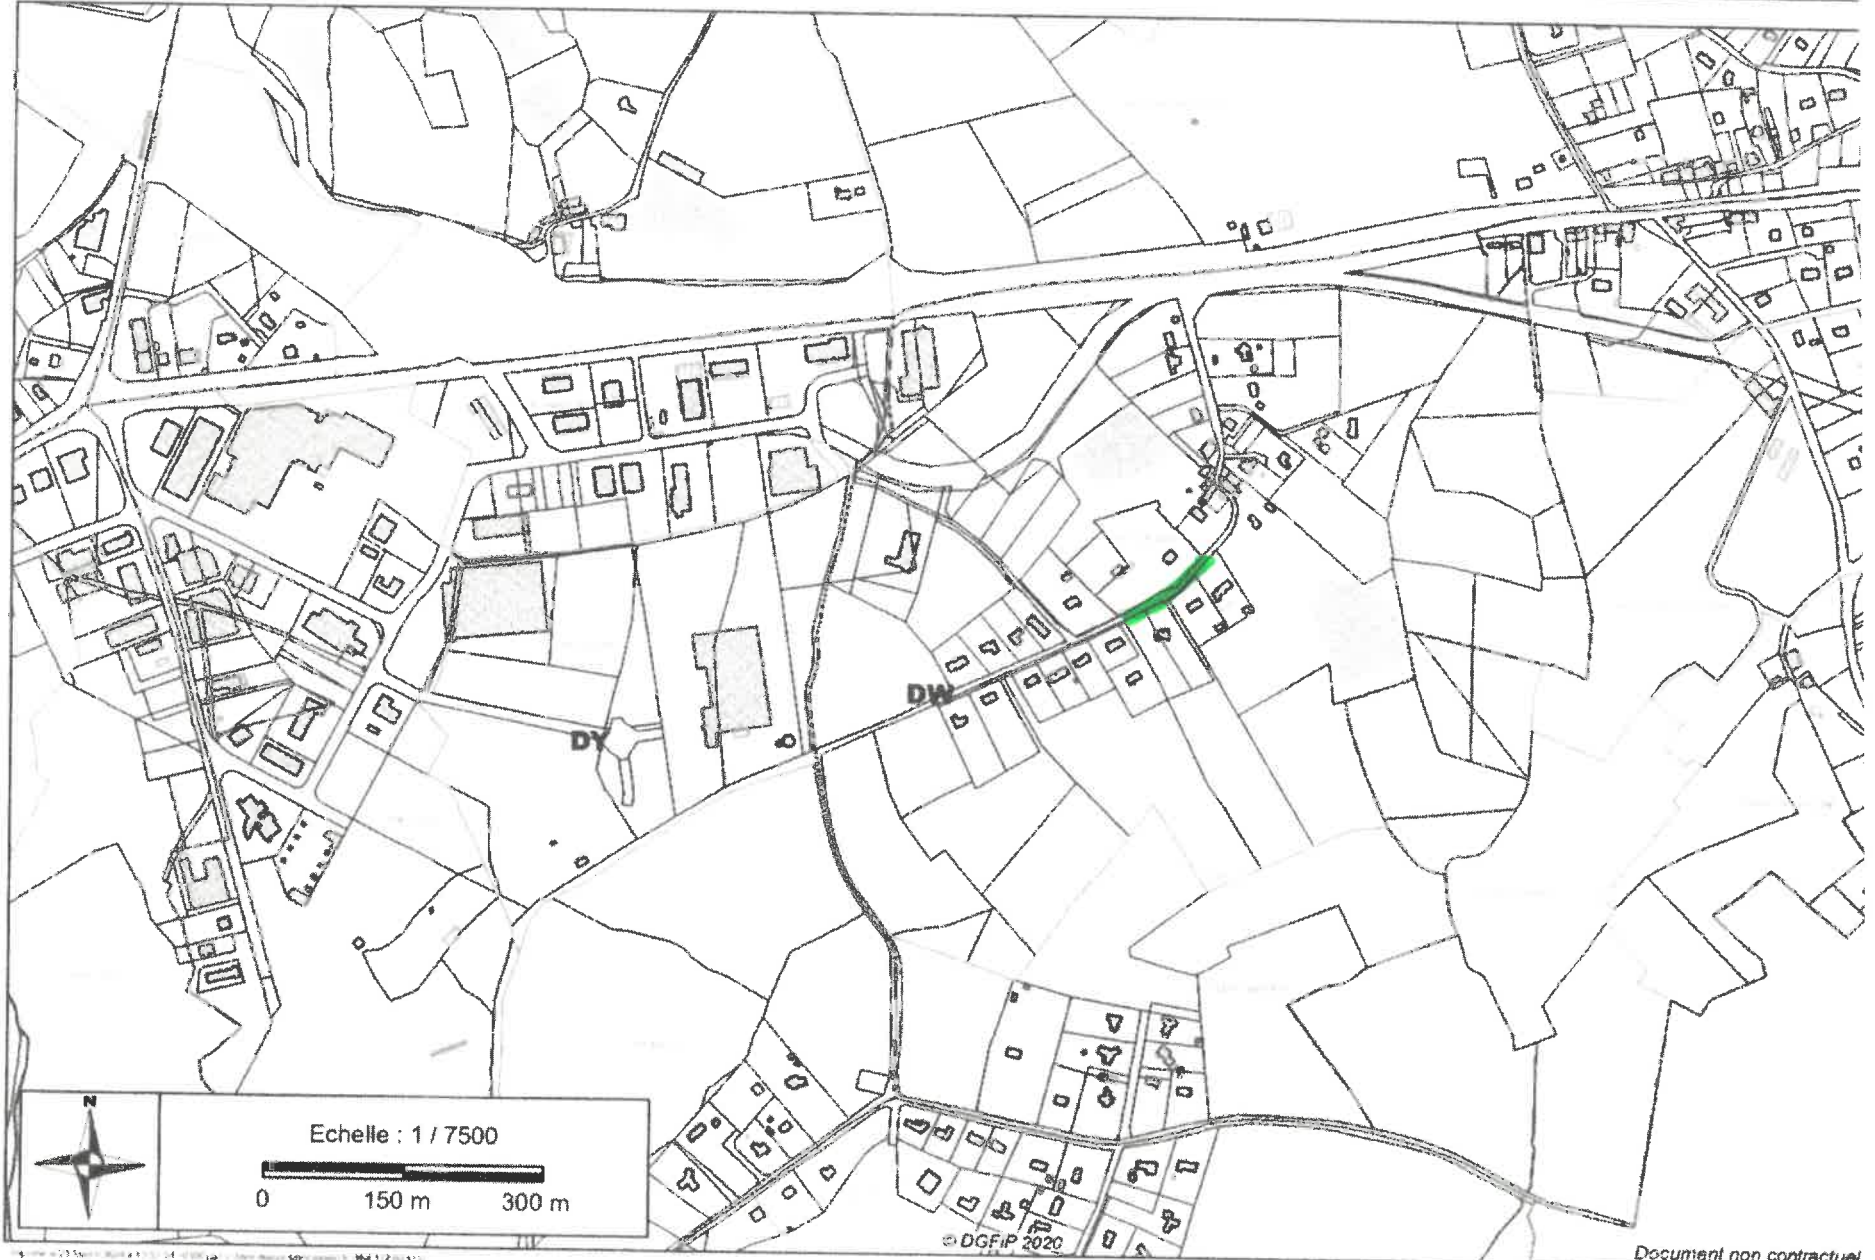 DW
DY
N
Echelle : 1 / 7500
0 150 m 300 m
© DGFiP 2020
Document non contractuel